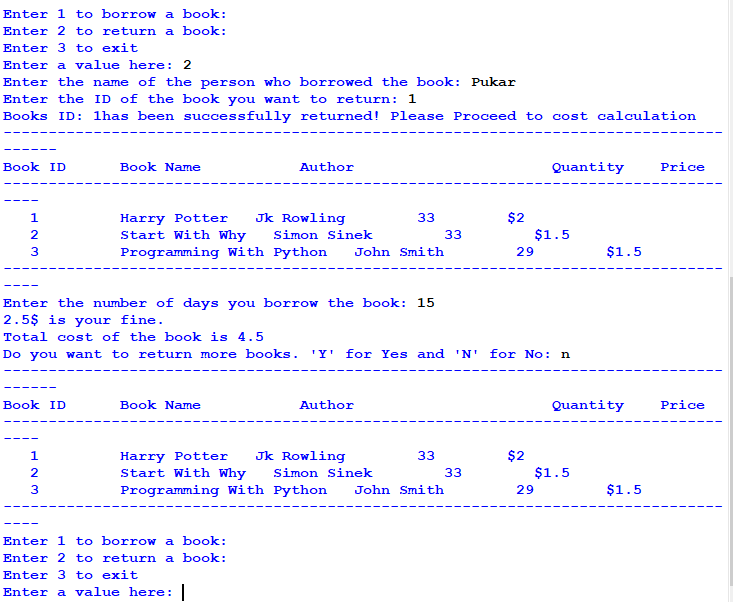 Enter 1 to borrow a book:
Enter 2 to return a book:
Enter 3 to exit
Enter a value here: 2
Enter the name of the person who borrowed the book: Pukar
Enter the ID of the book you want to return: 1
Books ID: 1has been successfully returned! Please Proceed to cost calculation
--------------------------------------------------------------------------------
------
Book ID      Book Name           Author                      Quantity    Price
--------------------------------------------------------------------------------
----
   1         Harry Potter   Jk Rowling        33        $2
   2         Start With Why   Simon Sinek        33        $1.5
   3         Programming With Python   John Smith        29        $1.5
--------------------------------------------------------------------------------
----
Enter the number of days you borrow the book: 15
2.5$ is your fine.
Total cost of the book is 4.5
Do you want to return more books. 'Y' for Yes and 'N' for No: n
--------------------------------------------------------------------------------
------
Book ID      Book Name           Author                      Quantity    Price
--------------------------------------------------------------------------------
----
   1         Harry Potter   Jk Rowling        33        $2
   2         Start With Why   Simon Sinek        33        $1.5
   3         Programming With Python   John Smith        29        $1.5
--------------------------------------------------------------------------------
----
Enter 1 to borrow a book:
Enter 2 to return a book:
Enter 3 to exit
Enter a value here: